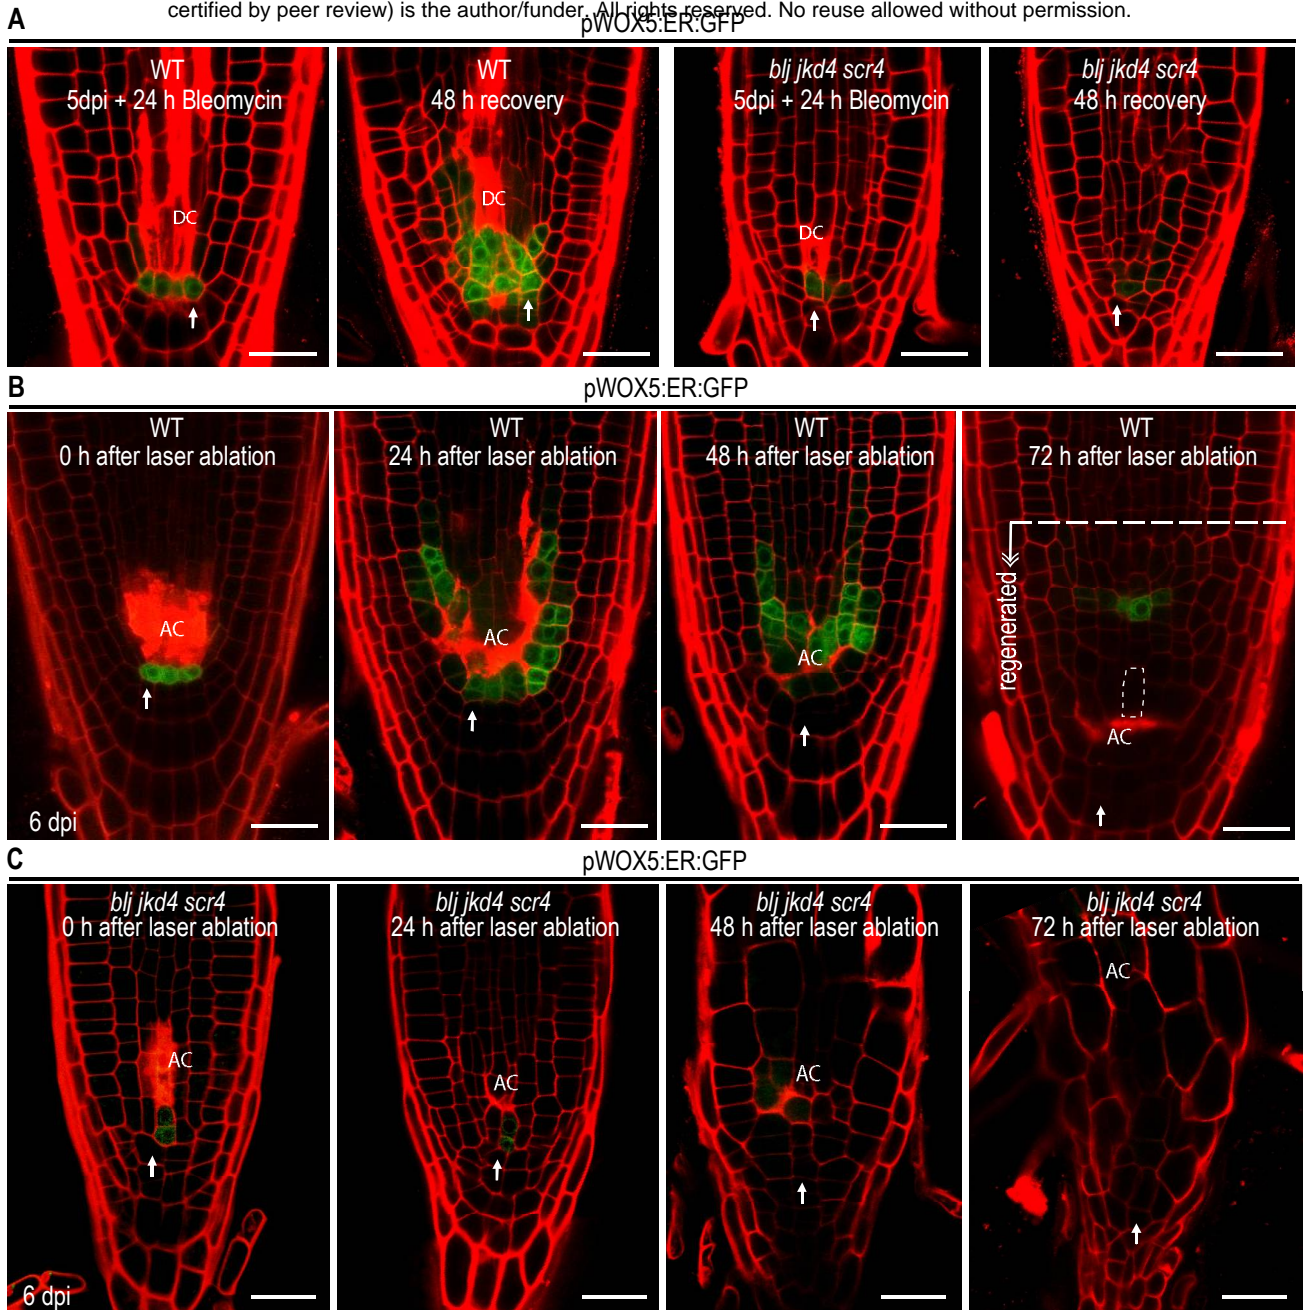 certified by peer review) is the author/funder. All rights reserved. No reuse allowed without permission.
A
pWOX5:ER:GFP
WT
5dpi + 24 h Bleomycin
DC
WT
48 h recovery
DC
blj jkd4 scr4
5dpi + 24 h Bleomycin
DC
blj jkd4 scr4
48 h recovery
B
pWOX5:ER:GFP
WT
0 h after laser ablation
AC
6 dpi
WT
24 h after laser ablation
AC
WT
48 h after laser ablation
AC
WT
72 h after laser ablation
regenerated
AC
C
pWOX5:ER:GFP
blj jkd4 scr4
0 h after laser ablation
AC
6 dpi
blj jkd4 scr4
24 h after laser ablation
AC
blj jkd4 scr4
48 h after laser ablation
AC
blj jkd4 scr4
72 h after laser ablation
AC